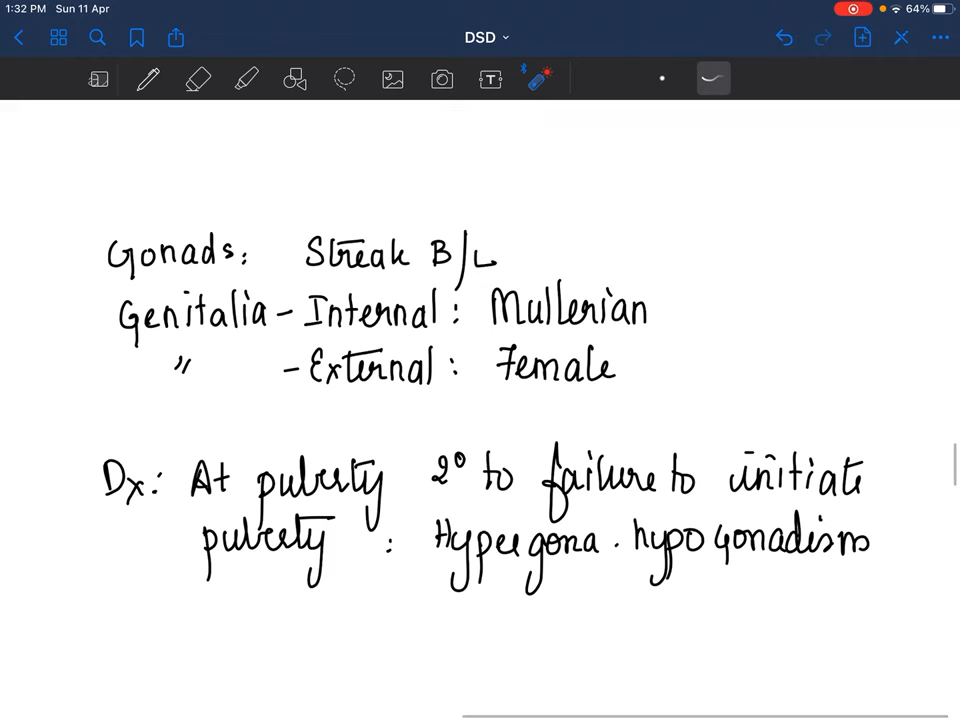 1:32 PM Sun 11 Apr 64%
DSD
T
Gonads: Streak B/L
Genitalia - Internal : Mullerian
" - External : Female
Dx: At puberty 2° to failure to initiate
puberty : Hypergona. hypogonadism